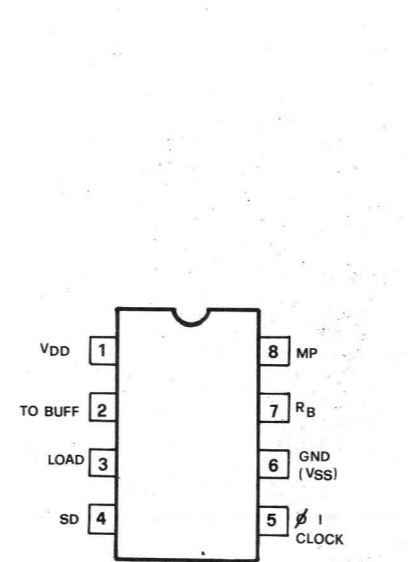 VDD 1 8 MP
TO BUFF 2 7 RB
LOAD 3 6 GND
(VSS)
SD 4 5 ø I
CLOCK